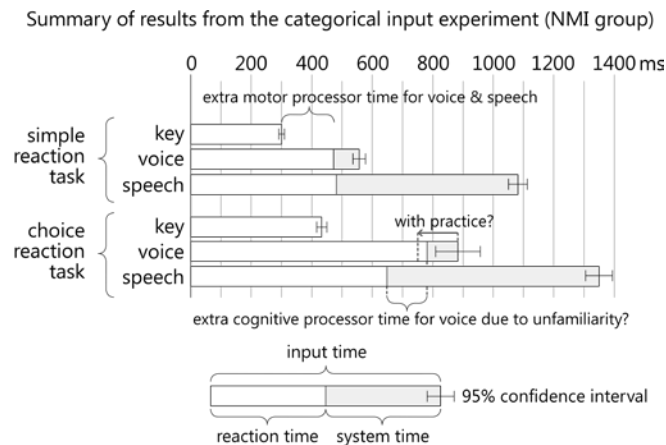 Summary of results from the categorical input experiment (NMI group)
0 200 400 600 800 1000 1200 1400 ms
extra motor processor time for voice & speech
simple
reaction
task
key
voice
speech
choice
reaction
task
key
with practice?
voice
speech
extra cognitive processor time for voice due to unfamiliarity?
input time
95% confidence interval
reaction time system time